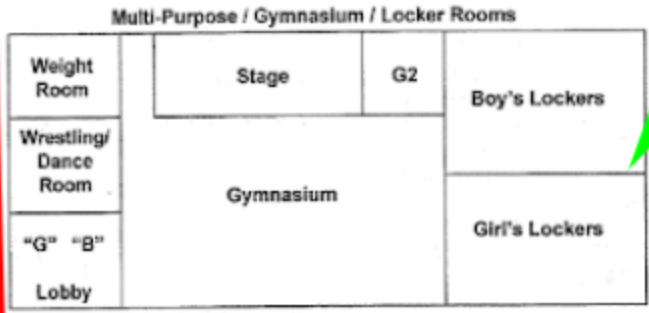 Multi-Purpose / Gymnasium / Locker Rooms
Weight
Room
Stage
G2
Boy's Lockers
Wrestling/
Dance
Room
Gymnasium
Girl's Lockers
"G" "B"
Lobby